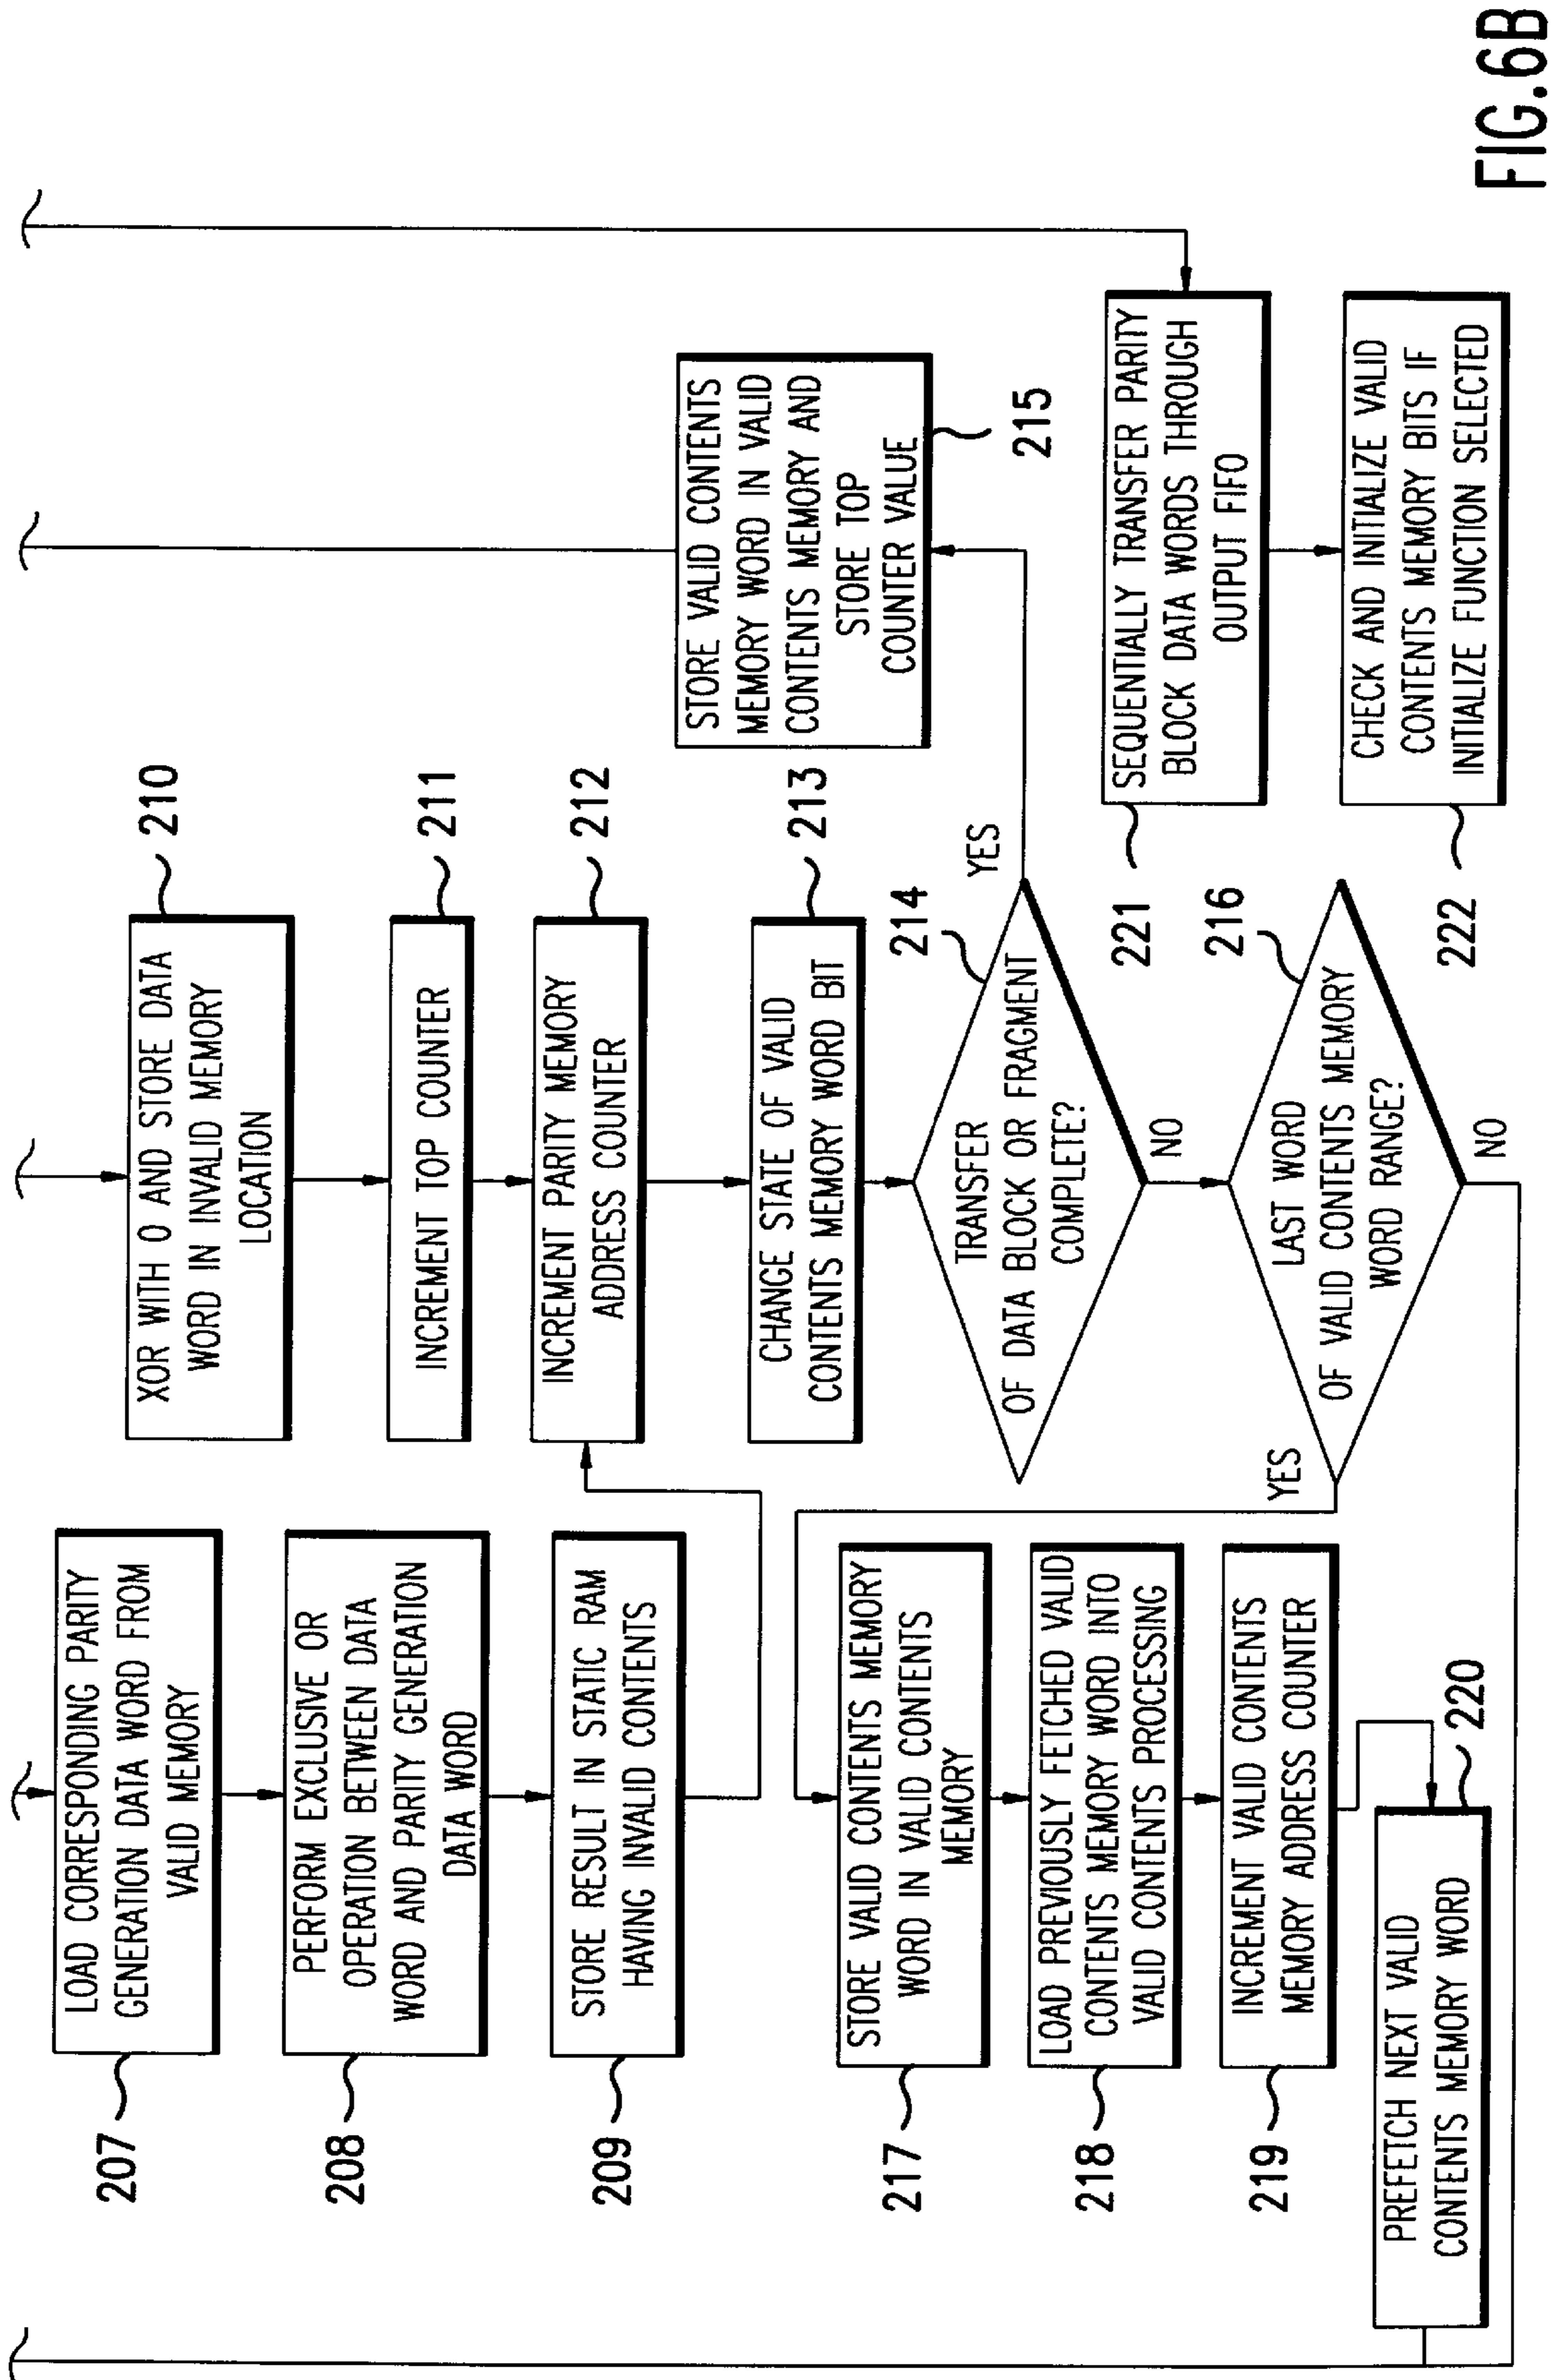 LOAD CORRESPONDING PARITY
GENERATION DATA WORD FROM
VALID MEMORY
207
PERFORM EXCLUSIVE OR
OPERATION BETWEEN DATA
WORD AND PARITY GENERATION
DATA WORD
208
STORE RESULT IN STATIC RAM
HAVING INVALID CONTENTS
209
XOR WITH 0 AND STORE DATA
WORD IN INVALID MEMORY
LOCATION
210
INCREMENT TOP COUNTER
211
INCREMENT PARITY MEMORY
ADDRESS COUNTER
212
CHANGE STATE OF VALID
CONTENTS MEMORY WORD BIT
213
TRANSFER
OF DATA BLOCK OR FRAGMENT
COMPLETE?
214
YES
NO
STORE VALID CONTENTS
MEMORY WORD IN VALID
CONTENTS MEMORY AND
STORE TOP
COUNTER VALUE
215
LAST WORD
OF VALID CONTENTS MEMORY
WORD RANGE?
216
YES
NO
STORE VALID CONTENTS MEMORY
WORD IN VALID CONTENTS
MEMORY
217
LOAD PREVIOUSLY FETCHED VALID
CONTENTS MEMORY WORD INTO
VALID CONTENTS PROCESSING
218
INCREMENT VALID CONTENTS
MEMORY ADDRESS COUNTER
219
PREFETCH NEXT VALID
CONTENTS MEMORY WORD
220
SEQUENTIALLY TRANSFER PARITY
BLOCK DATA WORDS THROUGH
OUTPUT FIFO
221
CHECK AND INITIALIZE VALID
CONTENTS MEMORY BITS IF
INITIALIZE FUNCTION SELECTED
222
FIG.6B